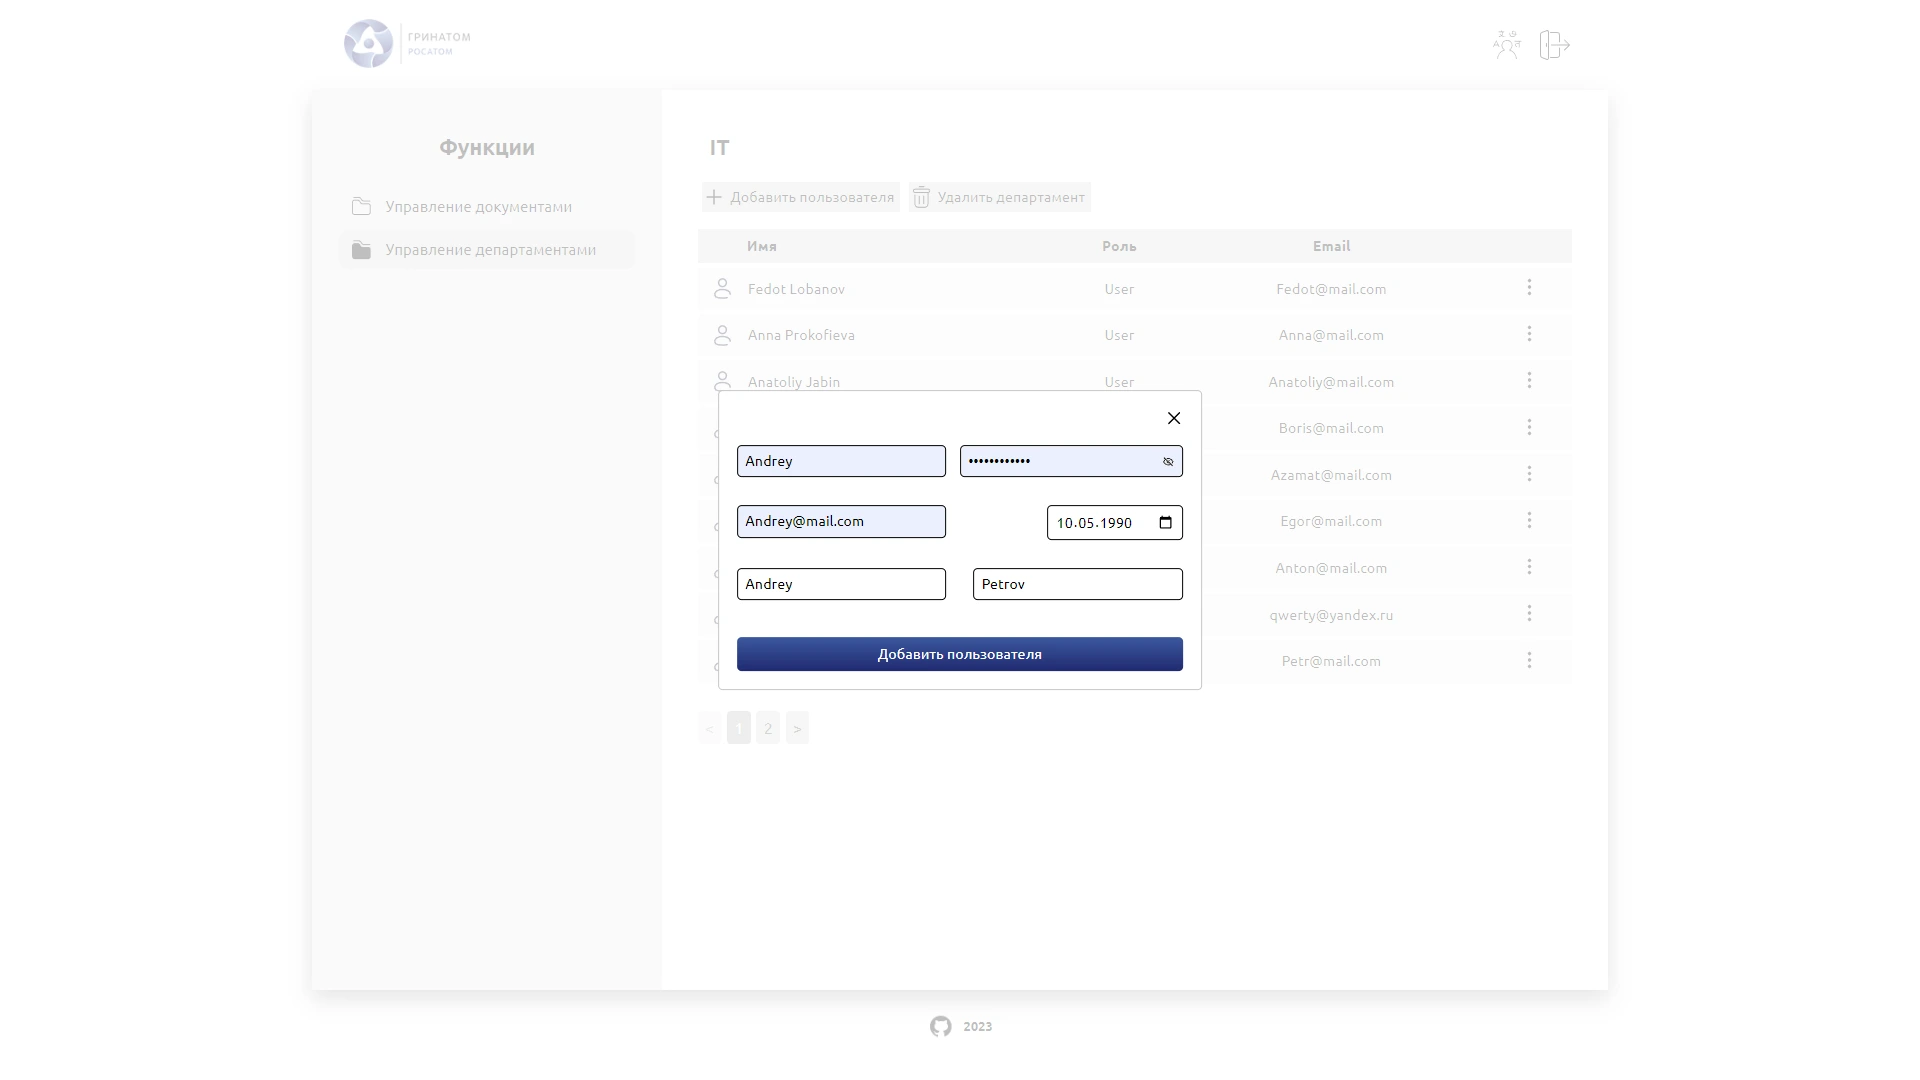 ГРИНАТОМ
РОСАТОМ
Функции
Управление документами
Управление департаментами
IT
Добавить пользователя
Удалить департамент
Имя Роль Email
Fedot Lobanov User Fedot@mail.com
Anna Prokofieva User Anna@mail.com
Anatoliy Jabin User Anatoliy@mail.com
Boris@mail.com
Azamat@mail.com
Egor@mail.com
Anton@mail.com
qwerty@yandex.ru
Petr@mail.com
Andrey ••••••••••••
Andrey@mail.com 10.05.1990
Andrey Petrov
Добавить пользователя
< 1 2 >
2023